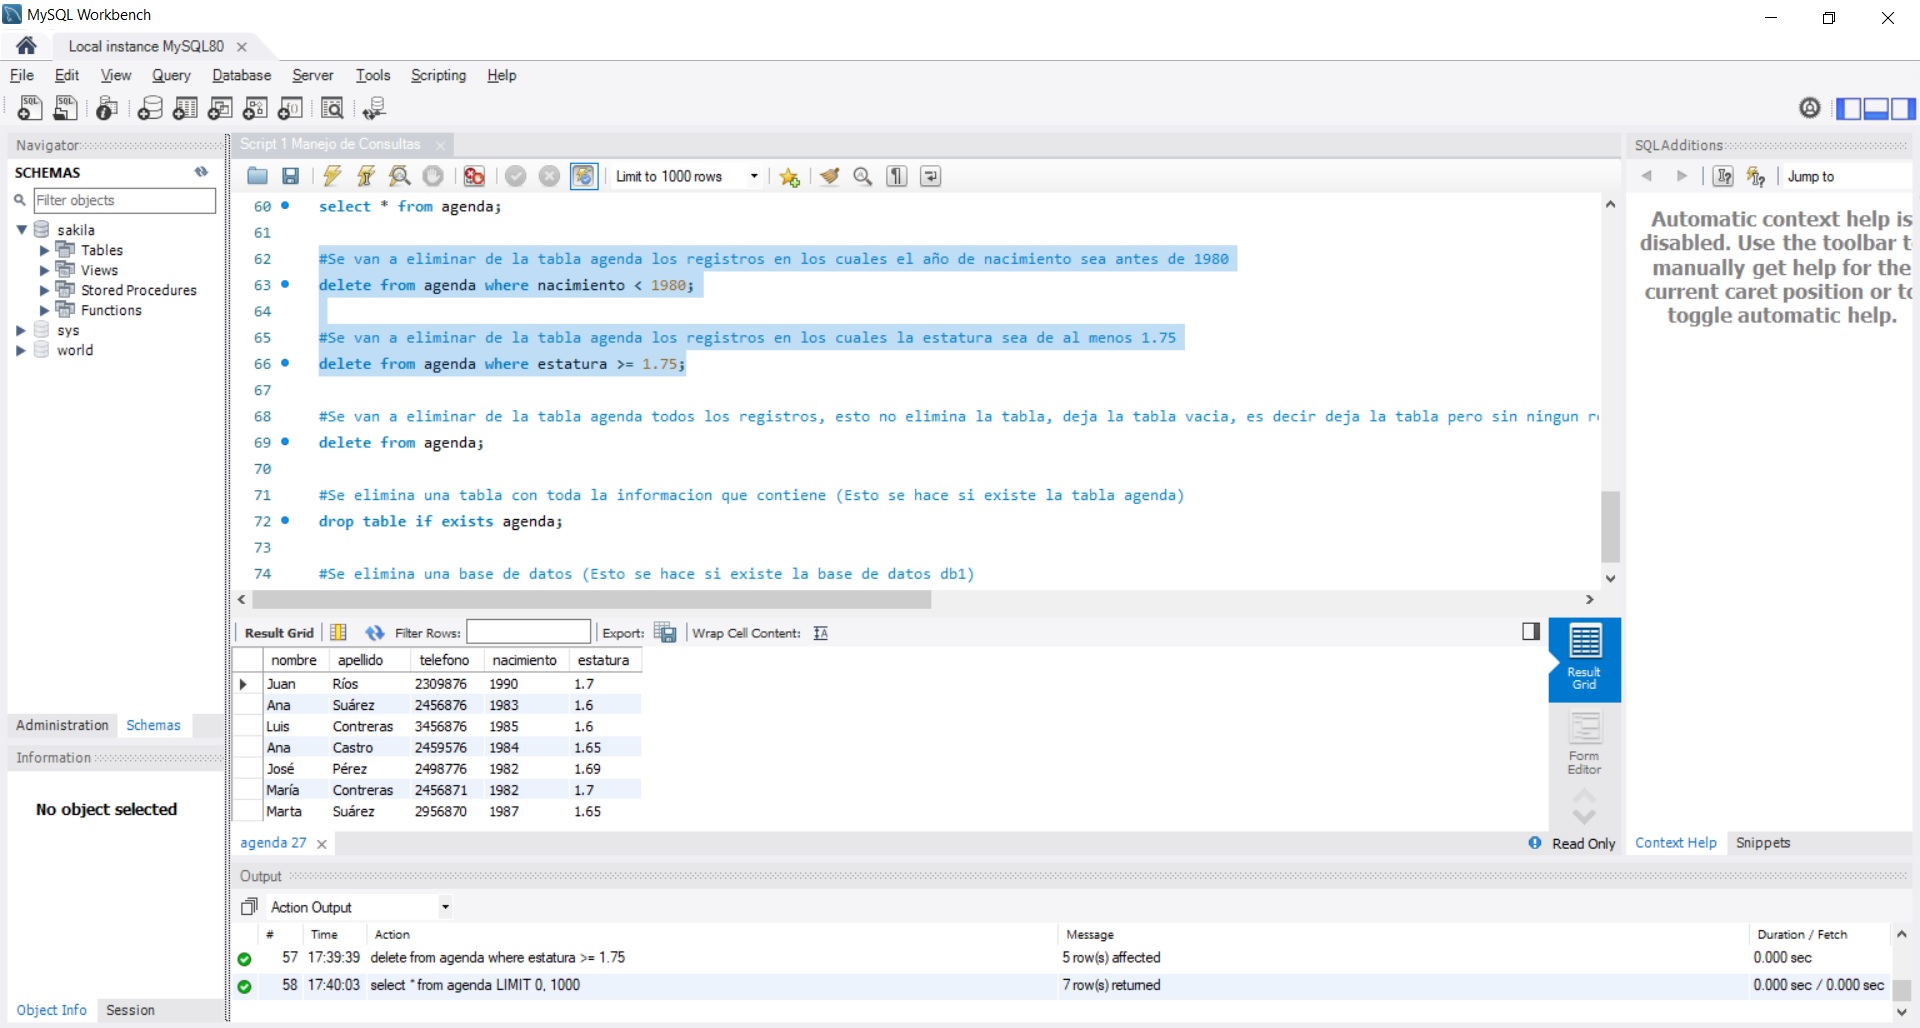 MySQL Workbench
Local instance MySQL80
File Edit View Query Database Server Tools Scripting Help
Navigator
SCHEMAS
Filter objects
sakila
Tables
Views
Stored Procedures
Functions
sys
world
Administration Schemas
Information
No object selected
Object Info Session
Script 1 Manejo de Consultas
Limit to 1000 rows
60 select * from agenda;
61
62 #Se van a eliminar de la tabla agenda los registros en los cuales el año de nacimiento sea antes de 1980
63 delete from agenda where nacimiento < 1980;
64
65 #Se van a eliminar de la tabla agenda los registros en los cuales la estatura sea de al menos 1.75
66 delete from agenda where estatura >= 1.75;
67
68 #Se van a eliminar de la tabla agenda todos los registros, esto no elimina la tabla, deja la tabla vacia, es decir deja la tabla pero sin ningun
69 delete from agenda;
70
71 #Se elimina una tabla con toda la informacion que contiene (Esto se hace si existe la tabla agenda)
72 drop table if exists agenda;
73
74 #Se elimina una base de datos (Esto se hace si existe la base de datos db1)
Result Grid Filter Rows: Export: Wrap Cell Content:
nombre apellido telefono nacimiento estatura
Juan Ríos 2309876 1990 1.7
Ana Suárez 2456876 1983 1.6
Luis Contreras 3456876 1985 1.6
Ana Castro 2459576 1984 1.65
José Pérez 2498776 1982 1.69
María Contreras 2456871 1982 1.7
Marta Suárez 2956870 1987 1.65
Result
Grid
Form
Editor
agenda 27
Read Only
SQLAdditions
Jump to
Automatic context help is
disabled. Use the toolbar
manually get help for the
current caret position or
toggle automatic help.
Context Help Snippets
Output
Action Output
# Time Action Message Duration / Fetch
57 17:39:39 delete from agenda where estatura >= 1.75 5 row(s) affected 0.000 sec
58 17:40:03 select * from agenda LIMIT 0, 1000 7 row(s) returned 0.000 sec / 0.000 sec